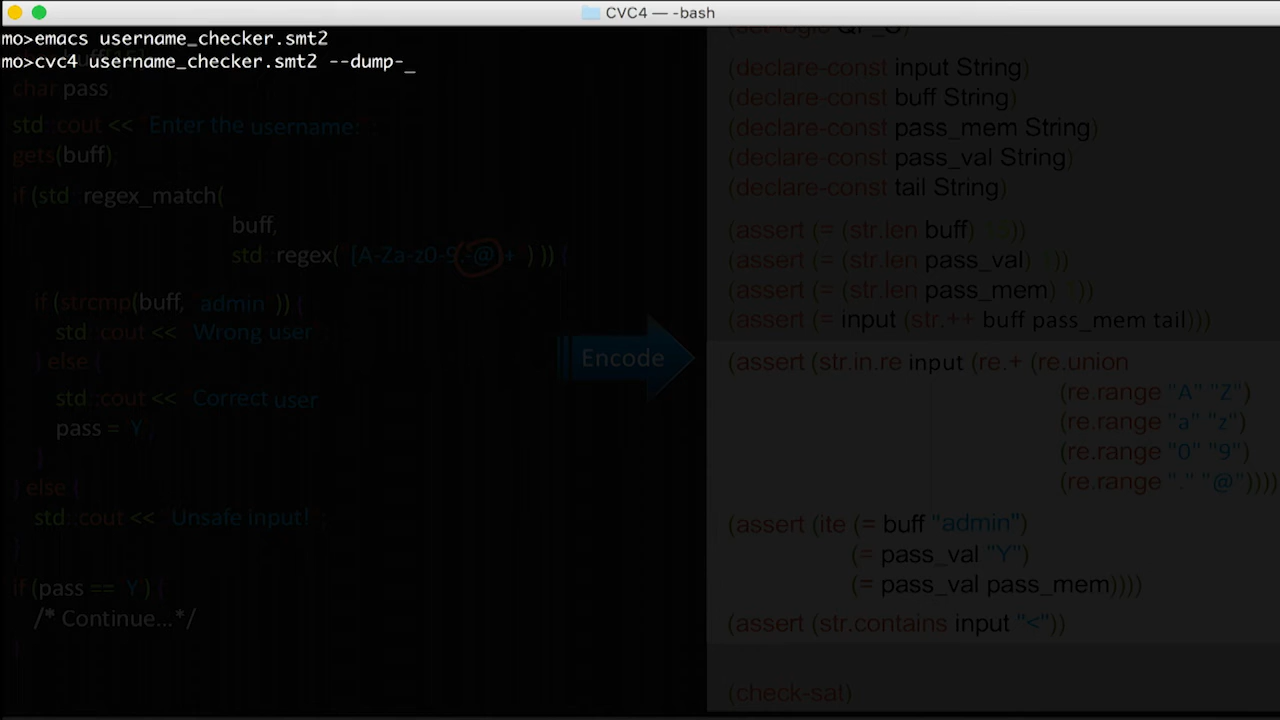 CVC4 — -bash
mo>emacs username_checker.smt2
mo>cvc4 username_checker.smt2 --dump-_
char pass
std::cout << Enter the username:
gets(buff);
if (std::regex_match(
buff,
std::regex( [A-Za-z0-9.-@]+ ) )) {
if (strcmp(buff, admin )) {
std::cout << Wrong user
} else {
std::cout << Correct user
pass = Y ;
}
} else {
std::cout << Unsafe input! ;
}
if (pass == Y ) {
/* Continue...*/
}
Encode
(set-logic QF_S)
(declare-const input String)
(declare-const buff String)
(declare-const pass_mem String)
(declare-const pass_val String)
(declare-const tail String)
(assert (= (str.len buff) ))
(assert (= (str.len pass_val) ))
(assert (= (str.len pass_mem) ))
(assert (= input (str.++ buff pass_mem tail)))
(assert (str.in.re input (re.+ (re.union
(re.range "A" "Z")
(re.range "a" "z")
(re.range "0" "9")
(re.range "." "@"))))
(assert (ite (= buff "admin")
(= pass_val "Y")
(= pass_val pass_mem))))
(assert (str.contains input "<"))
(check-sat)